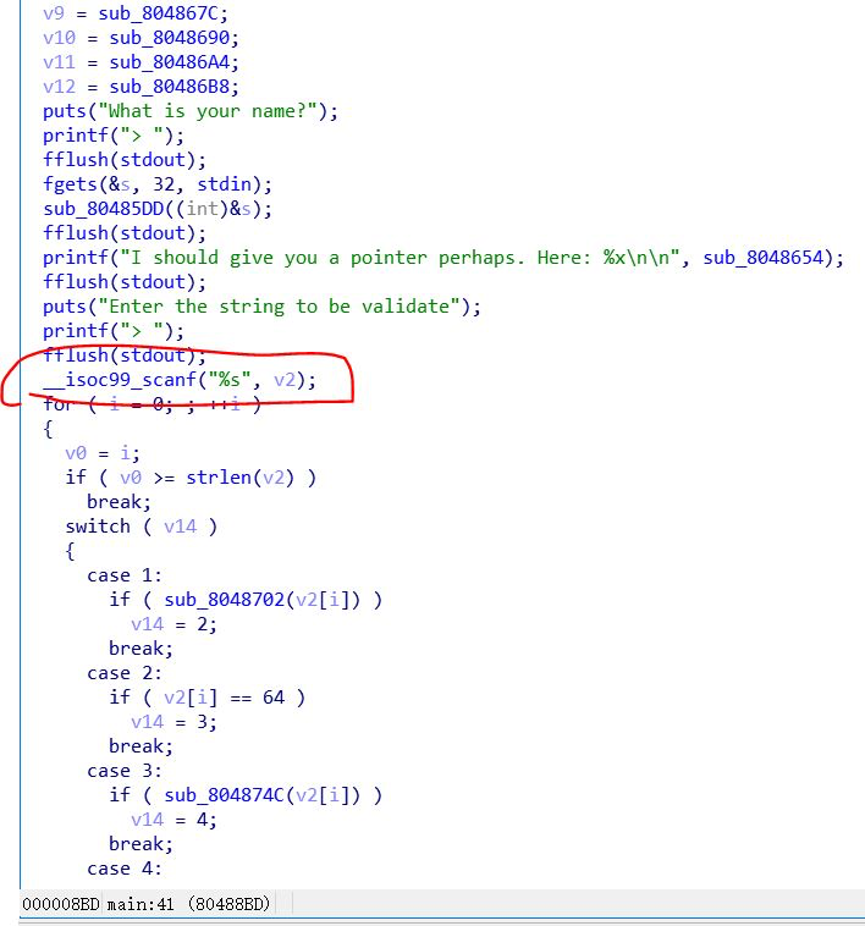 v9 = sub_804867C;
v10 = sub_8048690;
v11 = sub_80486A4;
v12 = sub_80486B8;
puts("What is your name?");
printf("> ");
fflush(stdout);
fgets(&s, 32, stdin);
sub_80485DD((int)&s);
fflush(stdout);
printf("I should give you a pointer perhaps. Here: %x\n\n", sub_8048654);
fflush(stdout);
puts("Enter the string to be validate");
printf("> ");
fflush(stdout);
__isoc99_scanf("%s", v2);
for ( i = 0; ; ++i )
{
v0 = i;
if ( v0 >= strlen(v2) )
break;
switch ( v14 )
{
case 1:
if ( sub_8048702(v2[i]) )
v14 = 2;
break;
case 2:
if ( v2[i] == 64 )
v14 = 3;
break;
case 3:
if ( sub_804874C(v2[i]) )
v14 = 4;
break;
case 4:
000008BD main:41 (80488BD)